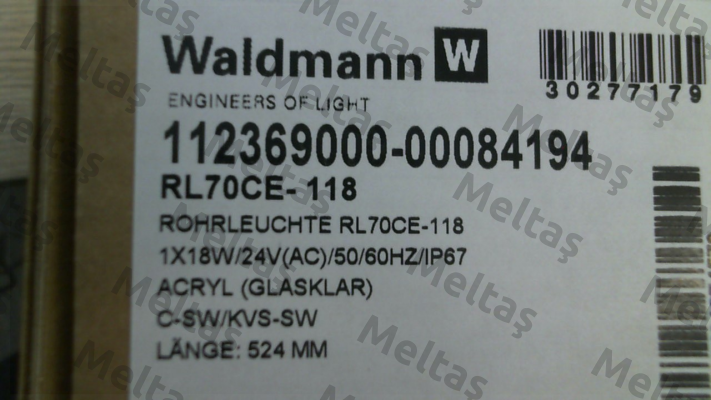 Waldmann W
30277179
ENGINEERS OF LIGHT
112369000-00084194
RL70CE-118
ROHRLEUCHTE RL70CE-118
1X18W/24V(AC)/50/60HZ/IP67
ACRYL (GLASKLAR)
C-SW/KVS-SW
LÄNGE: 524 MM
Meltaş